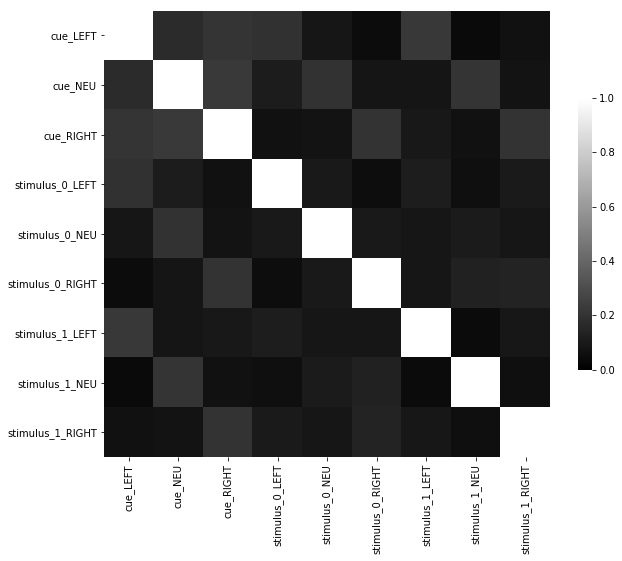 cue_LEFT
cue_NEU
cue_RIGHT
stimulus_0_LEFT
stimulus_0_NEU
stimulus_0_RIGHT
stimulus_1_LEFT
stimulus_1_NEU
stimulus_1_RIGHT
cue_LEFT
cue_NEU
cue_RIGHT
stimulus_0_LEFT
stimulus_0_NEU
stimulus_0_RIGHT
stimulus_1_LEFT
stimulus_1_NEU
stimulus_1_RIGHT
1.0
0.8
0.6
0.4
0.2
0.0